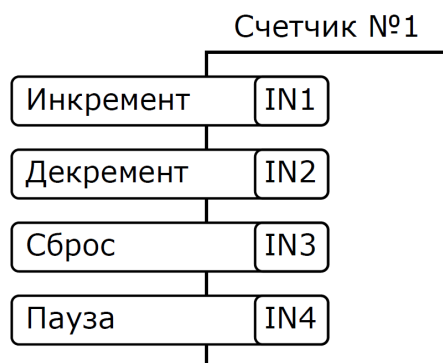 Счетчик №1
Инкремент IN1
Декремент IN2
Сброс IN3
Пауза IN4